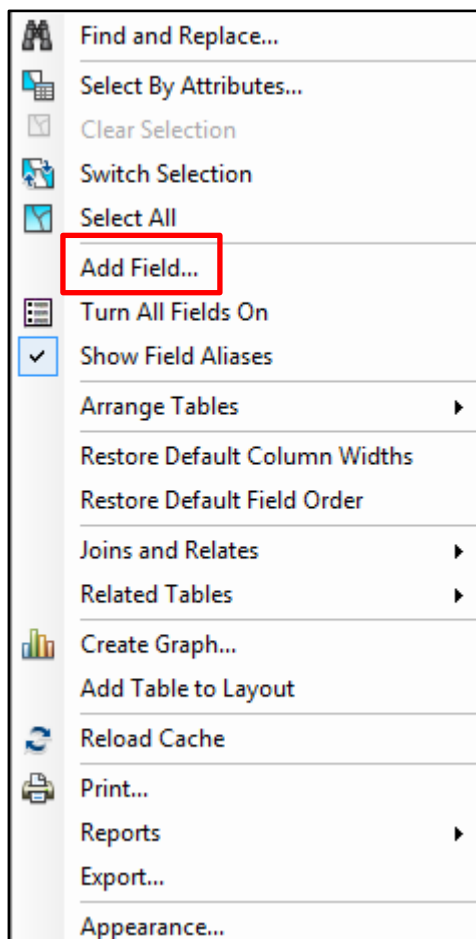 Find and Replace...
Select By Attributes...
Clear Selection
Switch Selection
Select All
Add Field...
Turn All Fields On
Show Field Aliases
Arrange Tables
Restore Default Column Widths
Restore Default Field Order
Joins and Relates
Related Tables
Create Graph...
Add Table to Layout
Reload Cache
Print...
Reports
Export...
Appearance...